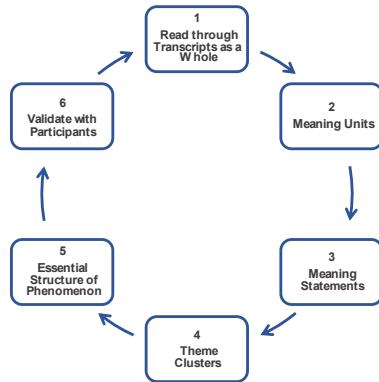 1
Read through
Transcripts as a
Whole
2
Meaning Units
3
Meaning
Statements
4
Theme
Clusters
5
Essential
Structure of
Phenomenon
6
Validate with
Participants